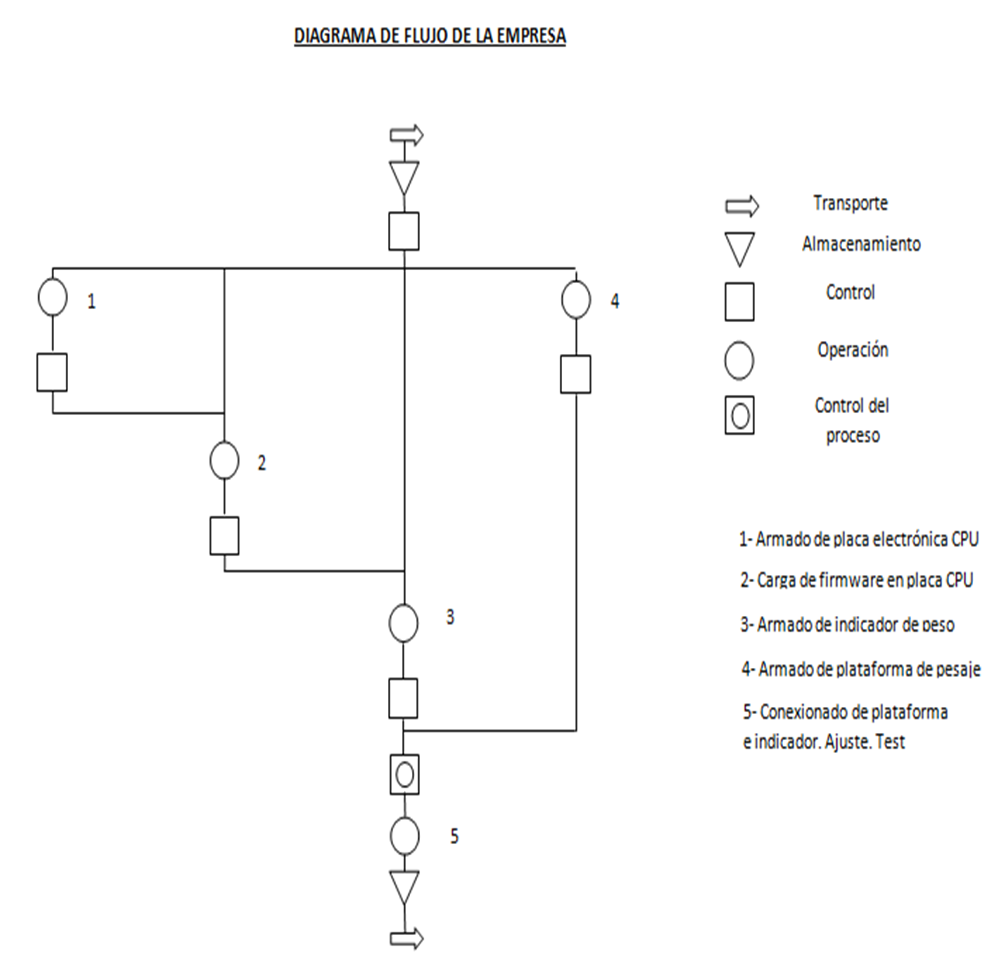 DIAGRAMA DE FLUJO DE LA EMPRESA
Transporte
Almacenamiento
Control
1
4
Operación
Control del
proceso
2
1- Armado de placa electrónica CPU
2- Carga de firmware en placa CPU
3
3- Armado de indicador de peso
4- Armado de plataforma de pesaje
5- Conexionado de plataforma
e indicador. Ajuste. Test
5